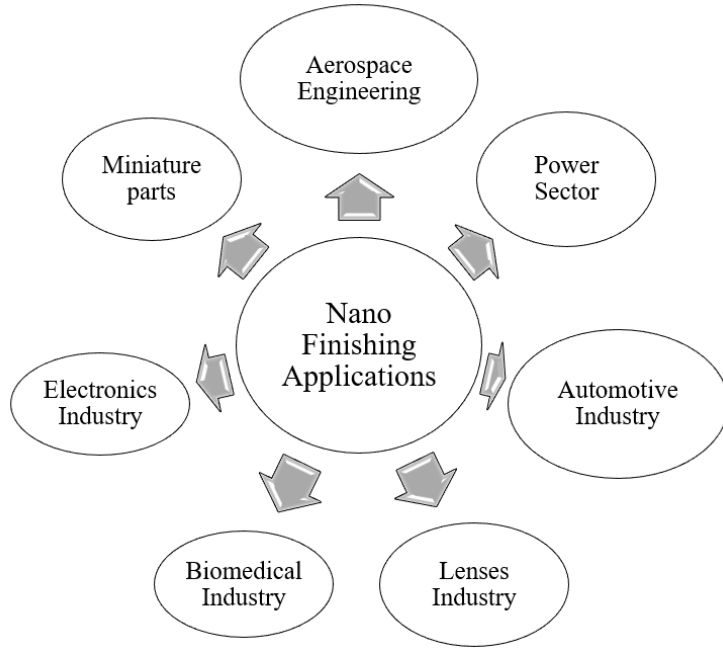 Aerospace
Engineering
Miniature
parts
Power
Sector
Nano
Finishing
Applications
Electronics
Industry
Automotive
Industry
Biomedical
Industry
Lenses
Industry